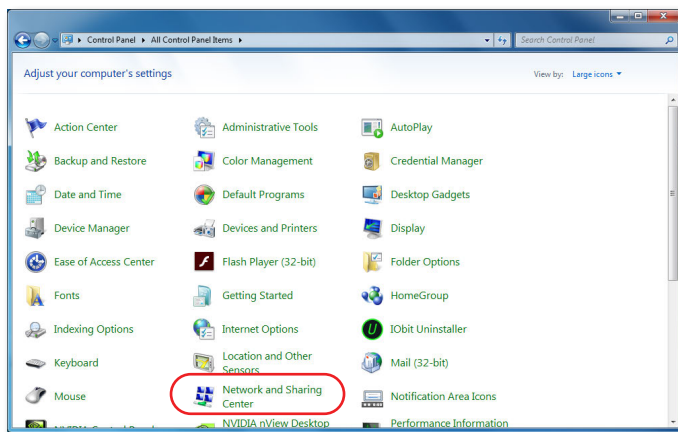 Control Panel ▸ All Control Panel Items ▸
Search Control Panel
Adjust your computer's settings
View by: Large icons
Action Center
Administrative Tools
AutoPlay
Backup and Restore
Color Management
Credential Manager
Date and Time
Default Programs
Desktop Gadgets
Device Manager
Devices and Printers
Display
Ease of Access Center
Flash Player (32-bit)
Folder Options
Fonts
Getting Started
HomeGroup
Indexing Options
Internet Options
IObit Uninstaller
Keyboard
Location and Other
Sensors
Mail (32-bit)
Mouse
Network and Sharing
Center
Notification Area Icons
NVIDIA Control Panel
NVIDIA nView Desktop
Performance Information